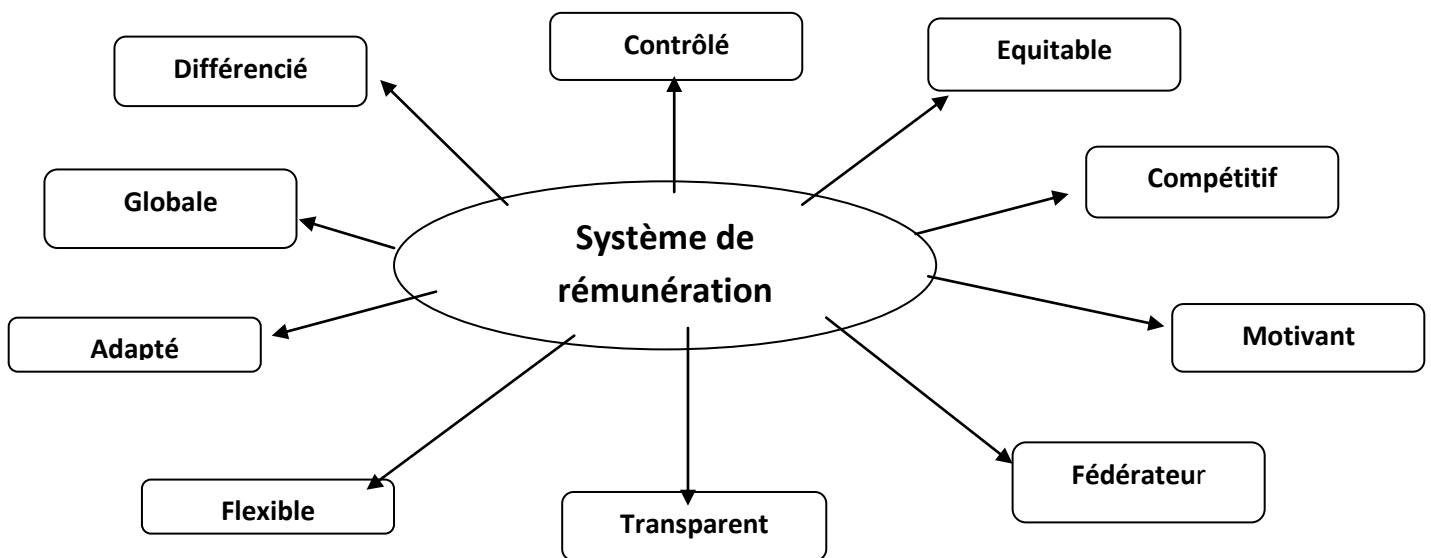 Contrôlé
Equitable
Différencié
Compétitif
Globale
Système de
rémunération
Motivant
Adapté
Fédérateur
Flexible
Transparent